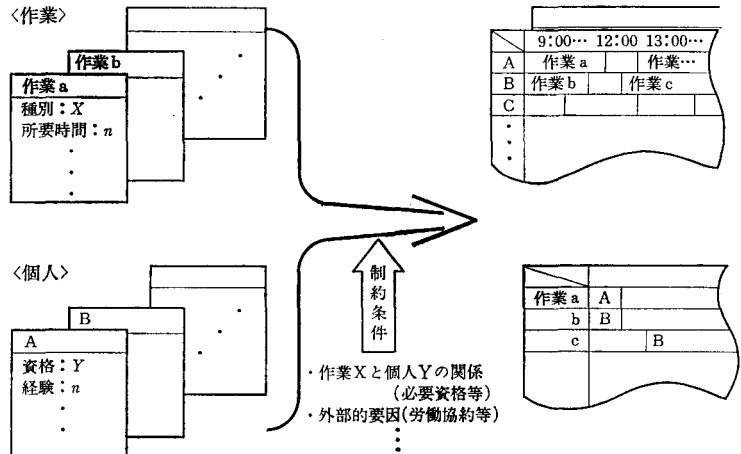 〈作業〉
作業b
作業a
種別：X
所要時間：n
〈個人〉
B
A
資格：Y
経験：n
制約条件
・作業Xと個人Yの関係
(必要資格等)
・外部的要因(労働協約等)
9:00… 12:00 13:00…
A 作業a 作業…
B 作業b 作業c
C
作業a A
b B
c B